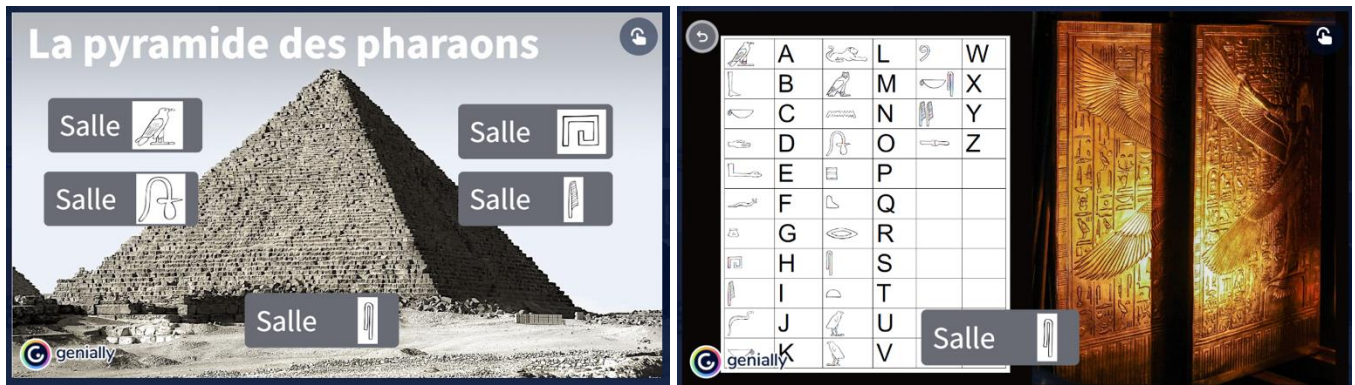 La pyramide des pharaons
Salle
Salle
Salle
Salle
Salle
genially
A L W
B M X
C N Y
D O Z
E P
F Q
G R
H S
I T
J U
K V
Salle
genially